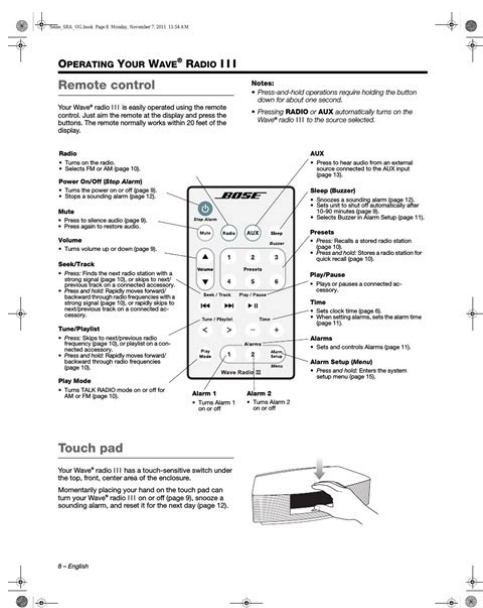 Bose_SRA_OG.book Page 8 Monday, November 7, 2011 11:54 AM
OPERATING YOUR WAVE® RADIO III
Remote control
Your Wave® radio III is easily operated using the remote
control. Just aim the remote at the display and press the
buttons. The remote normally works within 20 feet of the
display.
Notes:
• Press-and-hold operations require holding the button
down for about one second.
• Pressing RADIO or AUX automatically turns on the
Wave® radio III to the source selected.
Radio
• Turns on the radio.
• Selects FM or AM (page 10).
Power On/Off (Stop Alarm)
• Turns the power on or off (page 9).
• Stops a sounding alarm (page 12).
Mute
• Press to silence audio (page 9).
• Press again to restore audio.
Volume
• Turns volume up or down (page 9).
Seek/Track
• Press: Finds the next radio station with a
strong signal (page 10), or skips to next/
previous track on a connected accessory.
• Press and hold: Rapidly moves forward/
backward through radio frequencies with a
strong signal (page 10), or rapidly skips to
next/previous track on a connected ac-
cessory.
Tune/Playlist
• Press: Skips to next/previous radio
frequency (page 10), or playlist on a con-
nected accessory.
• Press and hold: Rapidly moves forward/
backward through radio frequencies
(page 10).
Play Mode
• Turns TALK RADIO mode on or off for
AM or FM (page 10).
BOSE
Stop Alarm
Mute
Radio
AUX
Sleep
Buzzer
1 2 3
Volume
Presets
4 5 6
Seek / Track
Play / Pause
Tune / Playlist
Time
< > – +
Alarms
Play
Mode
1 2
Alarm
Setup
Menu
Wave Radio III
Alarm 1
• Turns Alarm 1
on or off
Alarm 2
• Turns Alarm 2
on or off
AUX
• Press to hear audio from an external
source connected to the AUX input
(page 13).
Sleep (Buzzer)
• Snoozes a sounding alarm (page 12).
• Sets unit to shut off automatically after
10-90 minutes (page 9).
• Selects Buzzer in Alarm Setup (page 11).
Presets
• Press: Recalls a stored radio station
(page 10).
• Press and hold: Stores a radio station for
quick recall (page 10).
Play/Pause
• Plays or pauses a connected ac-
cessory.
Time
• Sets clock time (page 6).
• When setting alarms, sets the alarm time
(page 11).
Alarms
• Sets and controls Alarms (page 11).
Alarm Setup (Menu)
• Press and hold: Enters the system
setup menu (page 15).
Touch pad
Your Wave® radio III has a touch-sensitive switch under
the top, front, center area of the enclosure.
Momentarily placing your hand on the touch pad can
turn your Wave® radio III on or off (page 9), snooze a
sounding alarm, and reset it for the next day (page 12).
8 – English